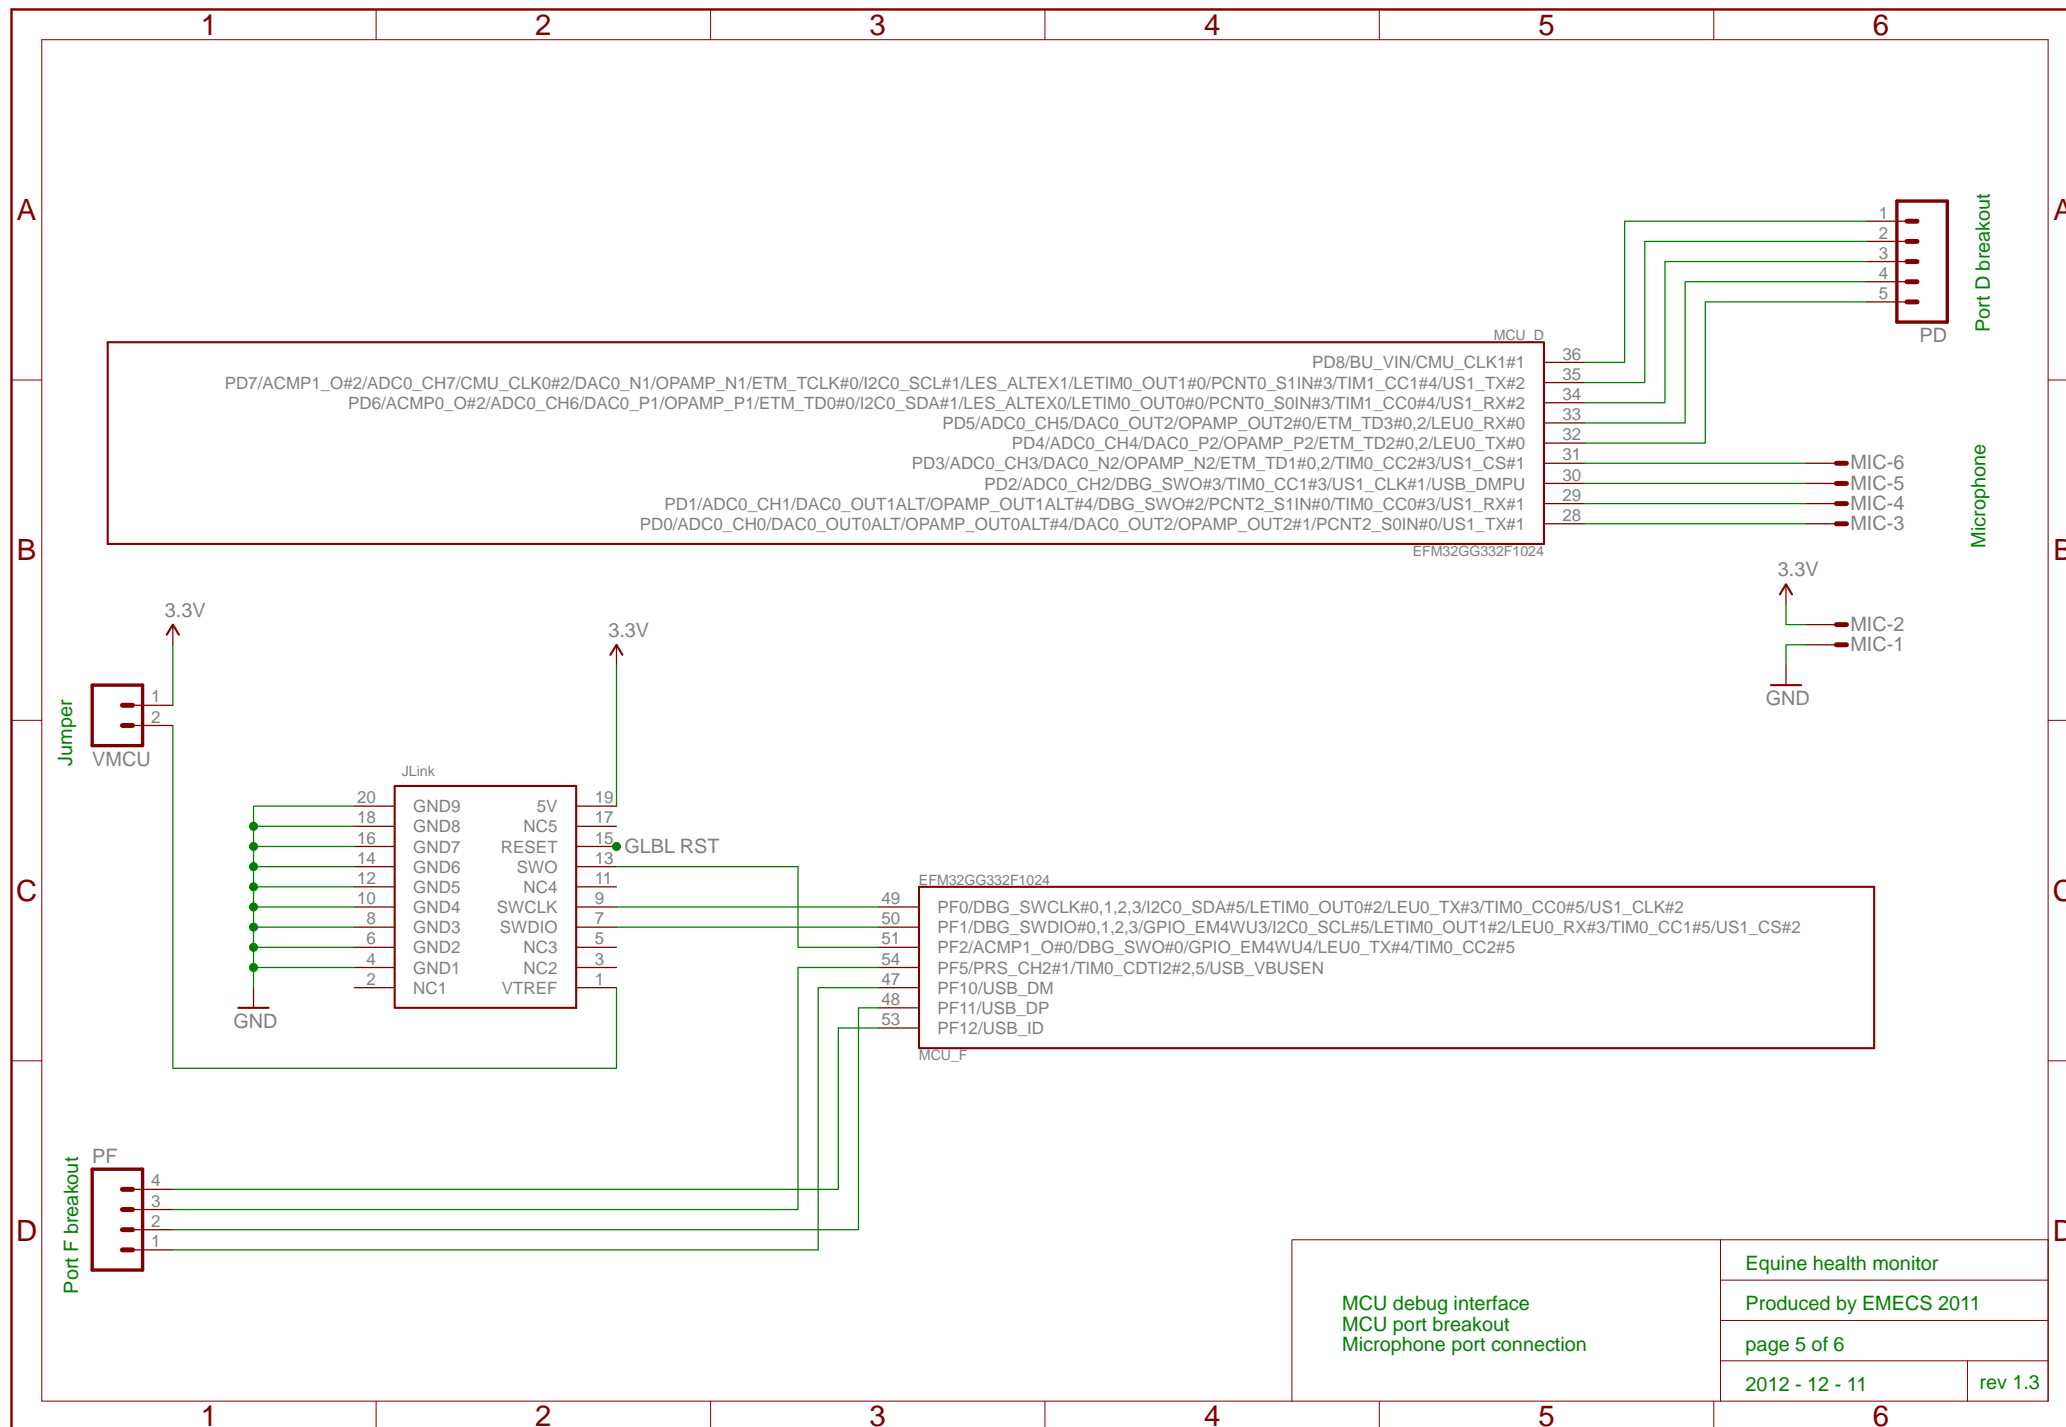 1 2 3 4 5 6
A A
1
2
3
4
5
Port D breakout
PD
MCU_D
PD8/BU_VIN/CMU_CLK1#1 36
PD7/ACMP1_O#2/ADC0_CH7/CMU_CLK0#2/DAC0_N1/OPAMP_N1/ETM_TCLK#0/I2C0_SCL#1/LES_ALTEX1/LETIM0_OUT1#0/PCNT0_S1IN#3/TIM1_CC1#4/US1_TX#2 35
PD6/ACMP0_O#2/ADC0_CH6/DAC0_P1/OPAMP_P1/ETM_TD0#0/I2C0_SDA#1/LES_ALTEX0/LETIM0_OUT0#0/PCNT0_S0IN#3/TIM1_CC0#4/US1_RX#2 34
PD5/ADC0_CH5/DAC0_OUT2/OPAMP_OUT2#0/ETM_TD3#0,2/LEU0_RX#0 33
PD4/ADC0_CH4/DAC0_P2/OPAMP_P2/ETM_TD2#0,2/LEU0_TX#0 32
PD3/ADC0_CH3/DAC0_N2/OPAMP_N2/ETM_TD1#0,2/TIM0_CC2#3/US1_CS#1 31 MIC-6
PD2/ADC0_CH2/DBG_SWO#3/TIM0_CC1#3/US1_CLK#1/USB_DMPU 30 MIC-5
PD1/ADC0_CH1/DAC0_OUT1ALT/OPAMP_OUT1ALT#4/DBG_SWO#2/PCNT2_S1IN#0/TIM0_CC0#3/US1_RX#1 29 MIC-4
PD0/ADC0_CH0/DAC0_OUT0ALT/OPAMP_OUT0ALT#4/DAC0_OUT2/OPAMP_OUT2#1/PCNT2_S0IN#0/US1_TX#1 28 MIC-3
Microphone
EFM32GG332F1024
B B
3.3V
MIC-2
MIC-1
GND
3.3V
1
2
Jumper
VMCU
3.3V
JLink
20 GND9 5V 19
18 GND8 NC5 17
16 GND7 RESET 15 GLBL RST
14 GND6 SWO 13
12 GND5 NC4 11
10 GND4 SWCLK 9
8 GND3 SWDIO 7
6 GND2 NC3 5
4 GND1 NC2 3
2 NC1 VTREF 1
GND
C C
EFM32GG332F1024
49 PF0/DBG_SWCLK#0,1,2,3/I2C0_SDA#5/LETIM0_OUT0#2/LEU0_TX#3/TIM0_CC0#5/US1_CLK#2
50 PF1/DBG_SWDIO#0,1,2,3/GPIO_EM4WU3/I2C0_SCL#5/LETIM0_OUT1#2/LEU0_RX#3/TIM0_CC1#5/US1_CS#2
51 PF2/ACMP1_O#0/DBG_SWO#0/GPIO_EM4WU4/LEU0_TX#4/TIM0_CC2#5
54 PF5/PRS_CH2#1/TIM0_CDTI2#2,5/USB_VBUSEN
47 PF10/USB_DM
48 PF11/USB_DP
53 PF12/USB_ID
MCU_F
PF
4
3
2
1
Port F breakout
D D
MCU debug interface
MCU port breakout
Microphone port connection
Equine health monitor
Produced by EMECS 2011
page 5 of 6
2012 - 12 - 11 rev 1.3
1 2 3 4 5 6